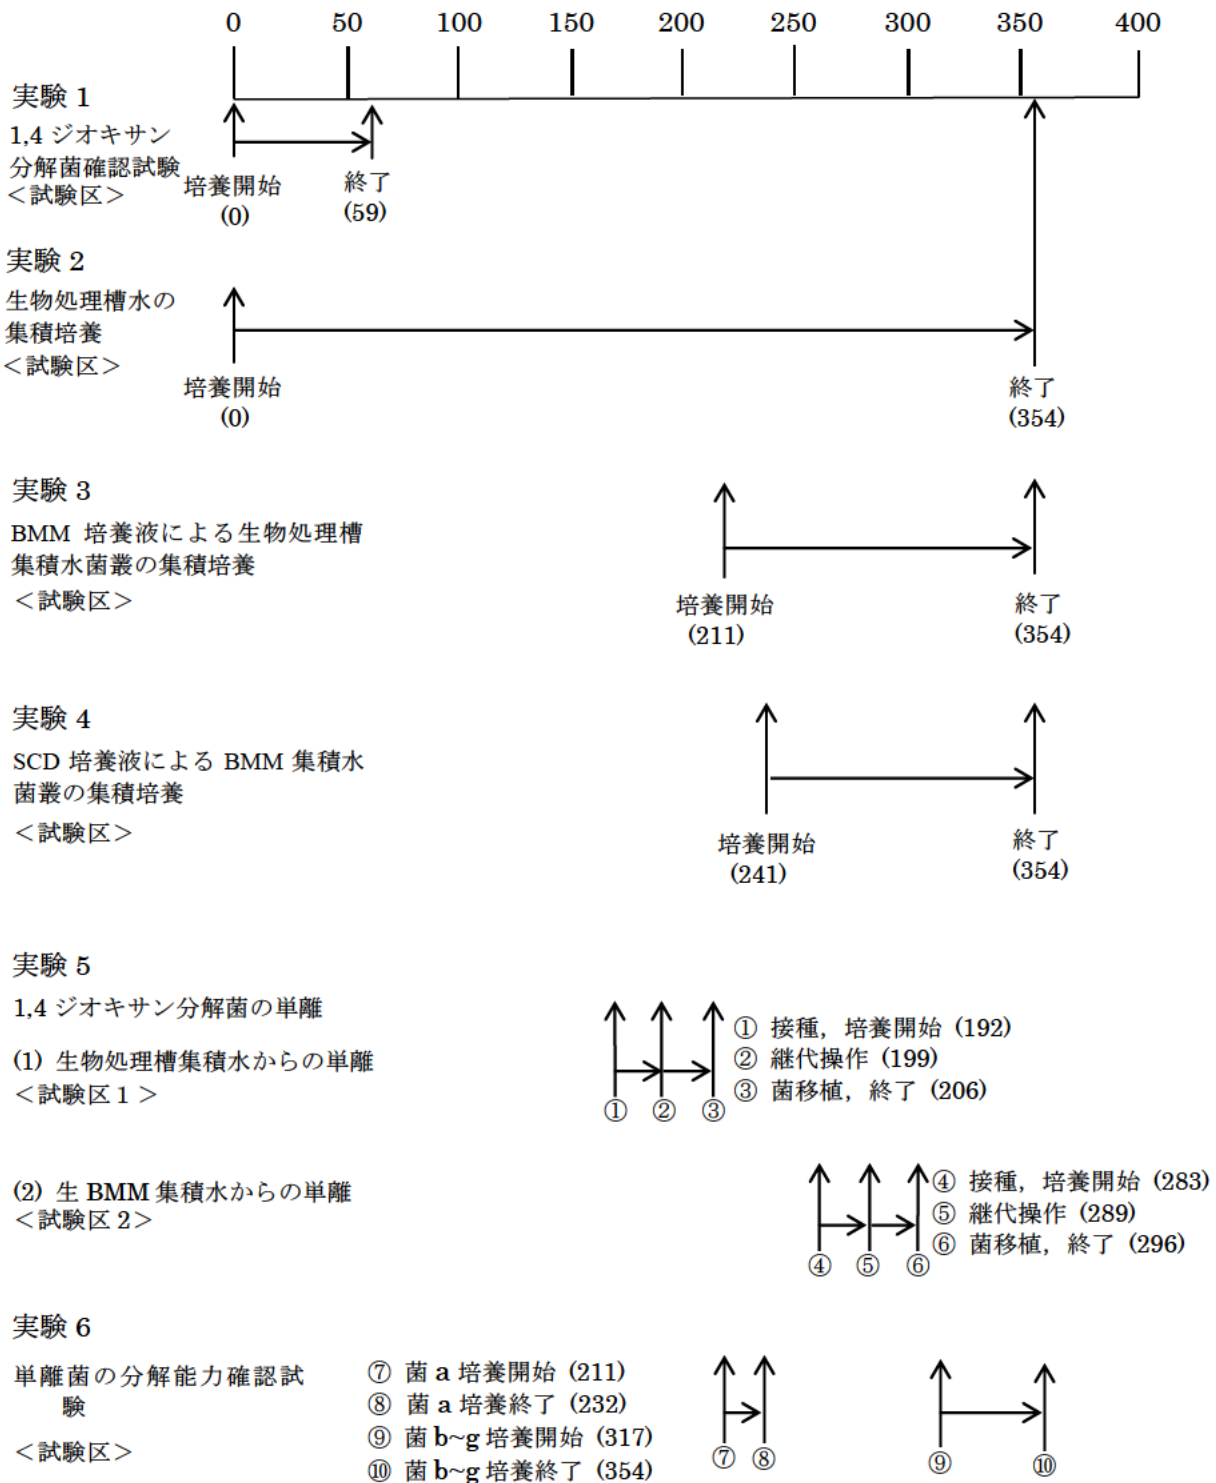 0 50 100 150 200 250 300 350 400
実験 1
1,4 ジオキサン
分解菌確認試験
＜試験区＞
培養開始
(0)
終了
(59)
実験 2
生物処理槽水の
集積培養
＜試験区＞
培養開始
(0)
終了
(354)
実験 3
BMM 培養液による生物処理槽
集積水菌叢の集積培養
＜試験区＞
培養開始
(211)
終了
(354)
実験 4
SCD 培養液による BMM 集積水
菌叢の集積培養
＜試験区＞
培養開始
(241)
終了
(354)
実験 5
1,4 ジオキサン分解菌の単離
(1) 生物処理槽集積水からの単離
＜試験区 1 ＞
① ② ③
① 接種，培養開始 (192)
② 継代操作 (199)
③ 菌移植，終了 (206)
(2) 生 BMM 集積水からの単離
＜試験区 2＞
④ ⑤ ⑥
④ 接種，培養開始 (283)
⑤ 継代操作 (289)
⑥ 菌移植，終了 (296)
実験 6
単離菌の分解能力確認試
験
＜試験区＞
⑦ 菌 a 培養開始 (211)
⑧ 菌 a 培養終了 (232)
⑨ 菌 b~g 培養開始 (317)
⑩ 菌 b~g 培養終了 (354)
⑦ ⑧ ⑨ ⑩